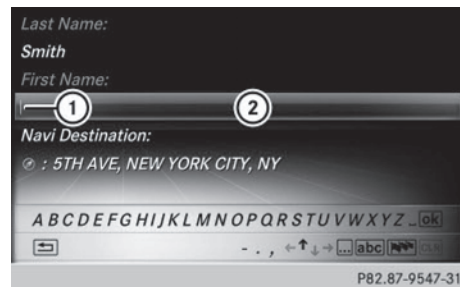 Last Name:
Smith
First Name:
1 2
Navi Destination:
: 5TH AVE, NEW YORK CITY, NY
A B C D E F G H I J K L M N O P Q R S T U V W X Y Z _ ok
- . , ←↑↓→ ... abc
P82.87-9547-31